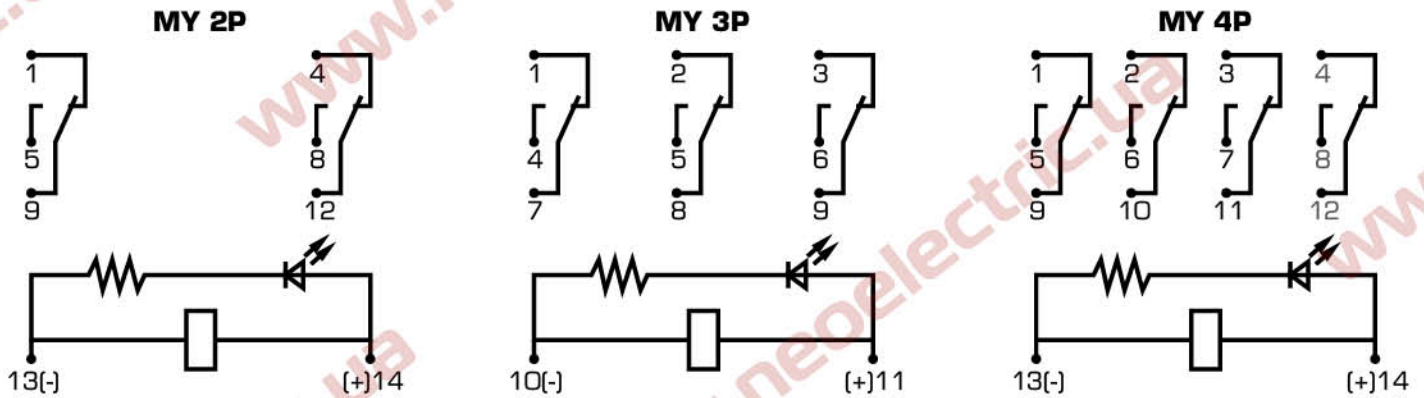 MY 2P MY 3P MY 4P
1 4 1 2 3 1 2 3 4
5 8 4 5 6 5 6 7 8
9 12 7 8 9 9 10 11 12
13(-) (+)14 10(-) (+)11 13(-) (+)14
neoelectric.ua